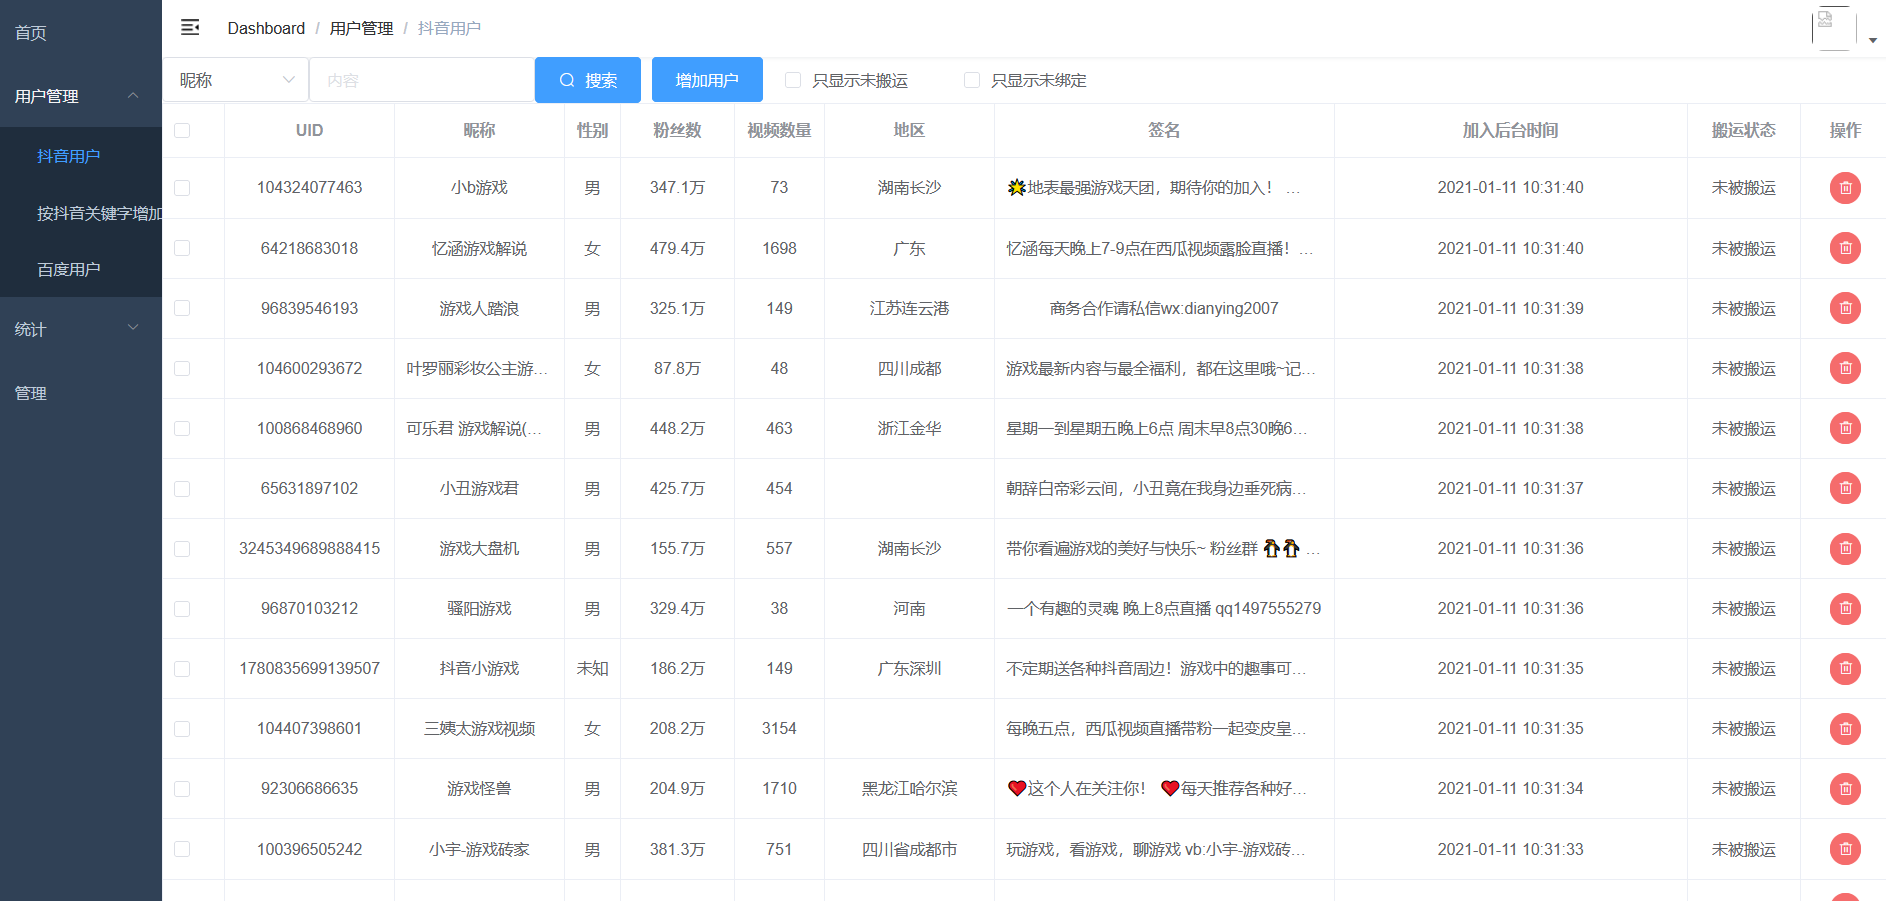 首页
用户管理
抖音用户
按抖音关键字增加
百度用户
统计
管理
Dashboard / 用户管理 / 抖音用户
昵称 内容 搜索 增加用户 只显示未搬运 只显示未绑定
UID 昵称 性别 粉丝数 视频数量 地区 签名 加入后台时间 搬运状态 操作
104324077463 小b游戏 男 347.1万 73 湖南长沙 🌟地表最强游戏天团，期待你的加入！ ... 2021-01-11 10:31:40 未被搬运
64218683018 忆涵游戏解说 女 479.4万 1698 广东 忆涵每天晚上7-9点在西瓜视频露脸直播！... 2021-01-11 10:31:40 未被搬运
96839546193 游戏人踏浪 男 325.1万 149 江苏连云港 商务合作请私信wx:dianying2007 2021-01-11 10:31:39 未被搬运
104600293672 叶罗丽彩妆公主游... 女 87.8万 48 四川成都 游戏最新内容与最全福利，都在这里哦~记... 2021-01-11 10:31:38 未被搬运
100868468960 可乐君 游戏解说(... 男 448.2万 463 浙江金华 星期一到星期五晚上6点 周末早8点30晚6... 2021-01-11 10:31:38 未被搬运
65631897102 小丑游戏君 男 425.7万 454 朝辞白帝彩云间，小丑竟在我身边垂死病... 2021-01-11 10:31:37 未被搬运
3245349689888415 游戏大盘机 男 155.7万 557 湖南长沙 带你看遍游戏的美好与快乐~ 粉丝群 🐧🐧 ... 2021-01-11 10:31:36 未被搬运
96870103212 骚阳游戏 男 329.4万 38 河南 一个有趣的灵魂 晚上8点直播 qq1497555279 2021-01-11 10:31:36 未被搬运
1780835699139507 抖音小游戏 未知 186.2万 149 广东深圳 不定期送各种抖音周边！游戏中的趣事可... 2021-01-11 10:31:35 未被搬运
104407398601 三姨太游戏视频 女 208.2万 3154 每晚五点，西瓜视频直播带粉一起变皮皇... 2021-01-11 10:31:35 未被搬运
92306686635 游戏怪兽 男 204.9万 1710 黑龙江哈尔滨 ❤️这个人在关注你！ ❤️每天推荐各种好... 2021-01-11 10:31:34 未被搬运
100396505242 小宇-游戏砖家 男 381.3万 751 四川省成都市 玩游戏，看游戏，聊游戏 vb:小宇-游戏砖... 2021-01-11 10:31:33 未被搬运